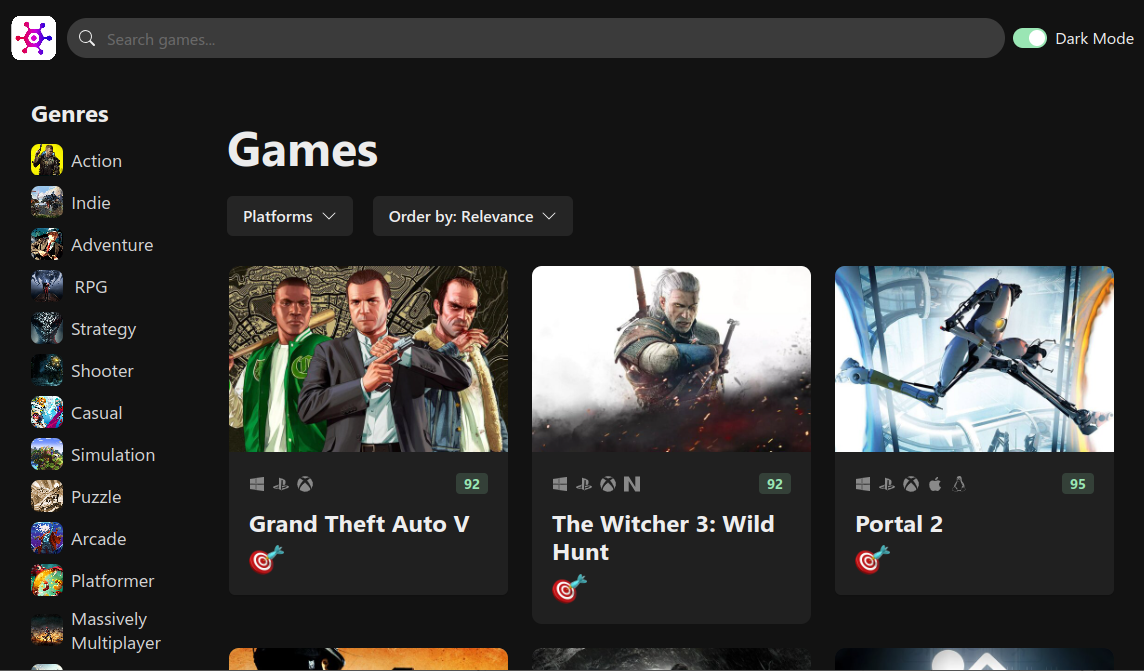 Search games...
Dark Mode
Genres
Action
Indie
Adventure
RPG
Strategy
Shooter
Casual
Simulation
Puzzle
Arcade
Platformer
Massively
Multiplayer
Games
Platforms
Order by: Relevance
92
Grand Theft Auto V
92
The Witcher 3: Wild
Hunt
95
Portal 2